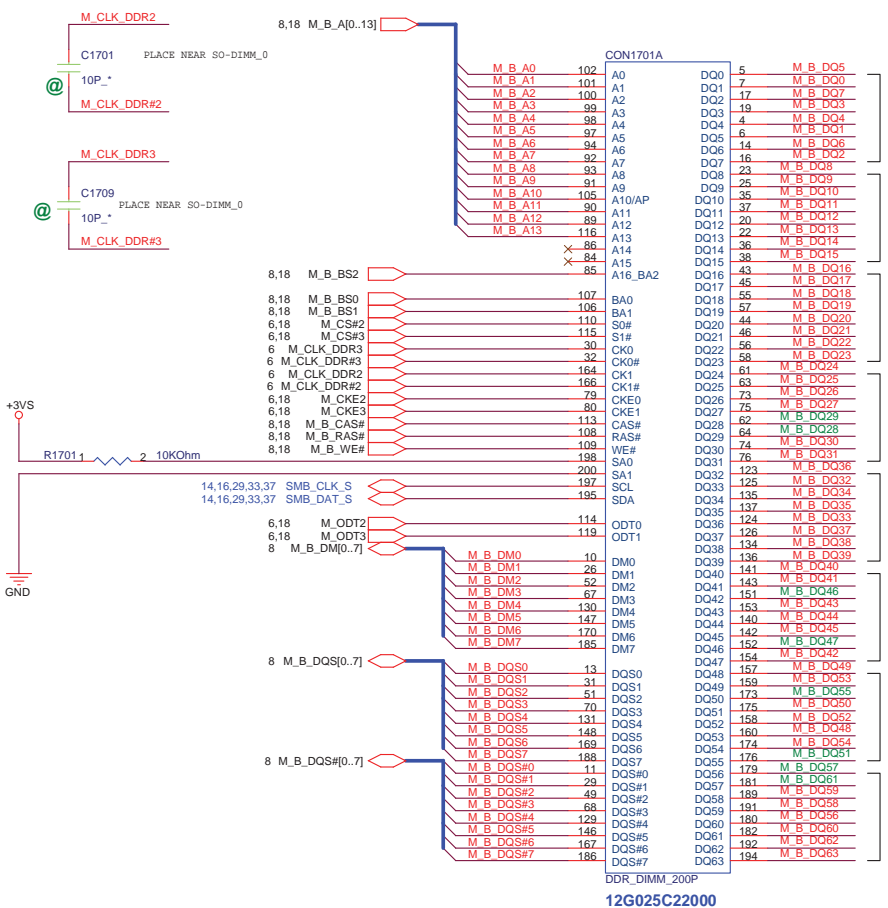 M_CLK_DDR2
C1701 PLACE NEAR SO-DIMM_0
@ 10P_*
M_CLK_DDR#2
M_CLK_DDR3
C1709 PLACE NEAR SO-DIMM_0
@ 10P_*
M_CLK_DDR#3
8,18 M_B_A[0..13]
CON1701A
M_B_A0 102 A0 DQ0 5 M_B_DQ5
M_B_A1 101 A1 DQ1 7 M_B_DQ0
M_B_A2 100 A2 DQ2 17 M_B_DQ7
M_B_A3 99 A3 DQ3 19 M_B_DQ3
M_B_A4 98 A4 DQ4 4 M_B_DQ4
M_B_A5 97 A5 DQ5 6 M_B_DQ1
M_B_A6 94 A6 DQ6 14 M_B_DQ6
M_B_A7 92 A7 DQ7 16 M_B_DQ2
M_B_A8 93 A8 DQ8 23 M_B_DQ8
M_B_A9 91 A9 DQ9 25 M_B_DQ9
M_B_A10 105 A10/AP DQ10 35 M_B_DQ10
M_B_A11 90 A11 DQ11 37 M_B_DQ11
M_B_A12 89 A12 DQ12 20 M_B_DQ12
M_B_A13 116 A13 DQ13 22 M_B_DQ13
86 A14 DQ14 36 M_B_DQ14
84 A15 DQ15 38 M_B_DQ15
8,18 M_B_BS2 85 A16_BA2 DQ16 43 M_B_DQ16
DQ17 45 M_B_DQ17
8,18 M_B_BS0 107 BA0 DQ18 55 M_B_DQ18
8,18 M_B_BS1 106 BA1 DQ19 57 M_B_DQ19
6,18 M_CS#2 110 S0# DQ20 44 M_B_DQ20
6,18 M_CS#3 115 S1# DQ21 46 M_B_DQ21
6 M_CLK_DDR3 30 CK0 DQ22 56 M_B_DQ22
6 M_CLK_DDR#3 32 CK0# DQ23 58 M_B_DQ23
6 M_CLK_DDR2 164 CK1 DQ24 61 M_B_DQ24
6 M_CLK_DDR#2 166 CK1# DQ25 63 M_B_DQ25
6,18 M_CKE2 79 CKE0 DQ26 73 M_B_DQ26
6,18 M_CKE3 80 CKE1 DQ27 75 M_B_DQ27
8,18 M_B_CAS# 113 CAS# DQ28 62 M_B_DQ29
8,18 M_B_RAS# 108 RAS# DQ29 64 M_B_DQ28
8,18 M_B_WE# 109 WE# DQ30 74 M_B_DQ30
+3VS
R1701 1 2 10KOhm 198 SA0 DQ31 76 M_B_DQ31
200 SA1 DQ32 123 M_B_DQ36
14,16,29,33,37 SMB_CLK_S 197 SCL DQ33 125 M_B_DQ32
14,16,29,33,37 SMB_DAT_S 195 SDA DQ34 135 M_B_DQ34
DQ35 137 M_B_DQ35
6,18 M_ODT2 114 ODT0 DQ36 124 M_B_DQ33
6,18 M_ODT3 119 ODT1 DQ37 126 M_B_DQ37
8 M_B_DM[0..7] DQ38 134 M_B_DQ38
M_B_DM0 10 DM0 DQ39 136 M_B_DQ39
M_B_DM1 26 DM1 DQ40 141 M_B_DQ40
M_B_DM2 52 DM2 DQ41 143 M_B_DQ41
M_B_DM3 67 DM3 DQ42 151 M_B_DQ46
M_B_DM4 130 DM4 DQ43 153 M_B_DQ43
M_B_DM5 147 DM5 DQ44 140 M_B_DQ44
M_B_DM6 170 DM6 DQ45 142 M_B_DQ45
M_B_DM7 185 DM7 DQ46 152 M_B_DQ47
GND
DQ47 154 M_B_DQ42
8 M_B_DQS[0..7]
M_B_DQS0 13 DQS0 DQ48 157 M_B_DQ49
M_B_DQS1 31 DQS1 DQ49 159 M_B_DQ53
M_B_DQS2 51 DQS2 DQ50 173 M_B_DQ55
M_B_DQS3 70 DQS3 DQ51 175 M_B_DQ50
M_B_DQS4 131 DQS4 DQ52 158 M_B_DQ52
M_B_DQS5 148 DQS5 DQ53 160 M_B_DQ48
M_B_DQS6 169 DQS6 DQ54 174 M_B_DQ54
M_B_DQS7 188 DQS7 DQ55 176 M_B_DQ51
8 M_B_DQS#[0..7]
M_B_DQS#0 11 DQS#0 DQ56 179 M_B_DQ57
M_B_DQS#1 29 DQS#1 DQ57 181 M_B_DQ61
M_B_DQS#2 49 DQS#2 DQ58 189 M_B_DQ59
M_B_DQS#3 68 DQS#3 DQ59 191 M_B_DQ58
M_B_DQS#4 129 DQS#4 DQ60 180 M_B_DQ56
M_B_DQS#5 146 DQS#5 DQ61 182 M_B_DQ60
M_B_DQS#6 167 DQS#6 DQ62 192 M_B_DQ62
M_B_DQS#7 186 DQS#7 DQ63 194 M_B_DQ63
DDR_DIMM_200P
12G025C22000